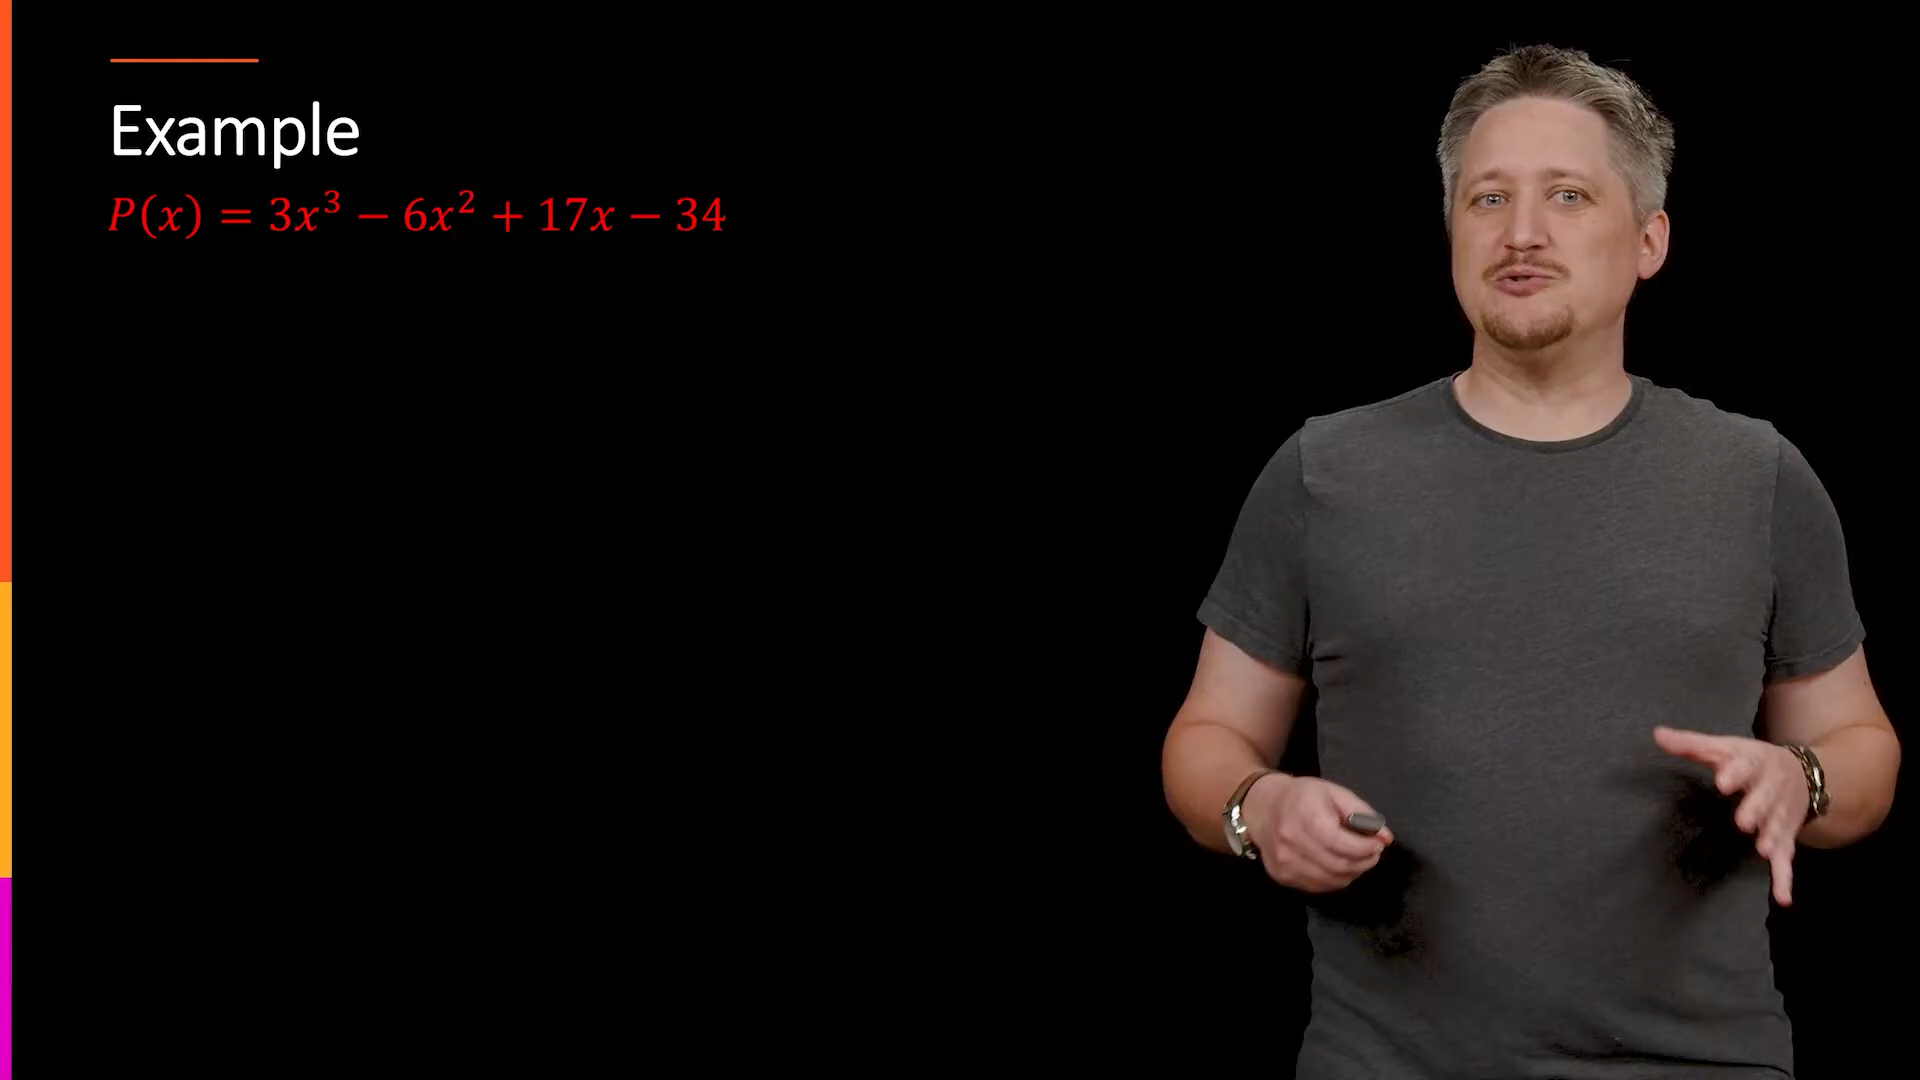 Example
P(x) = 3x³ − 6x² + 17x − 34